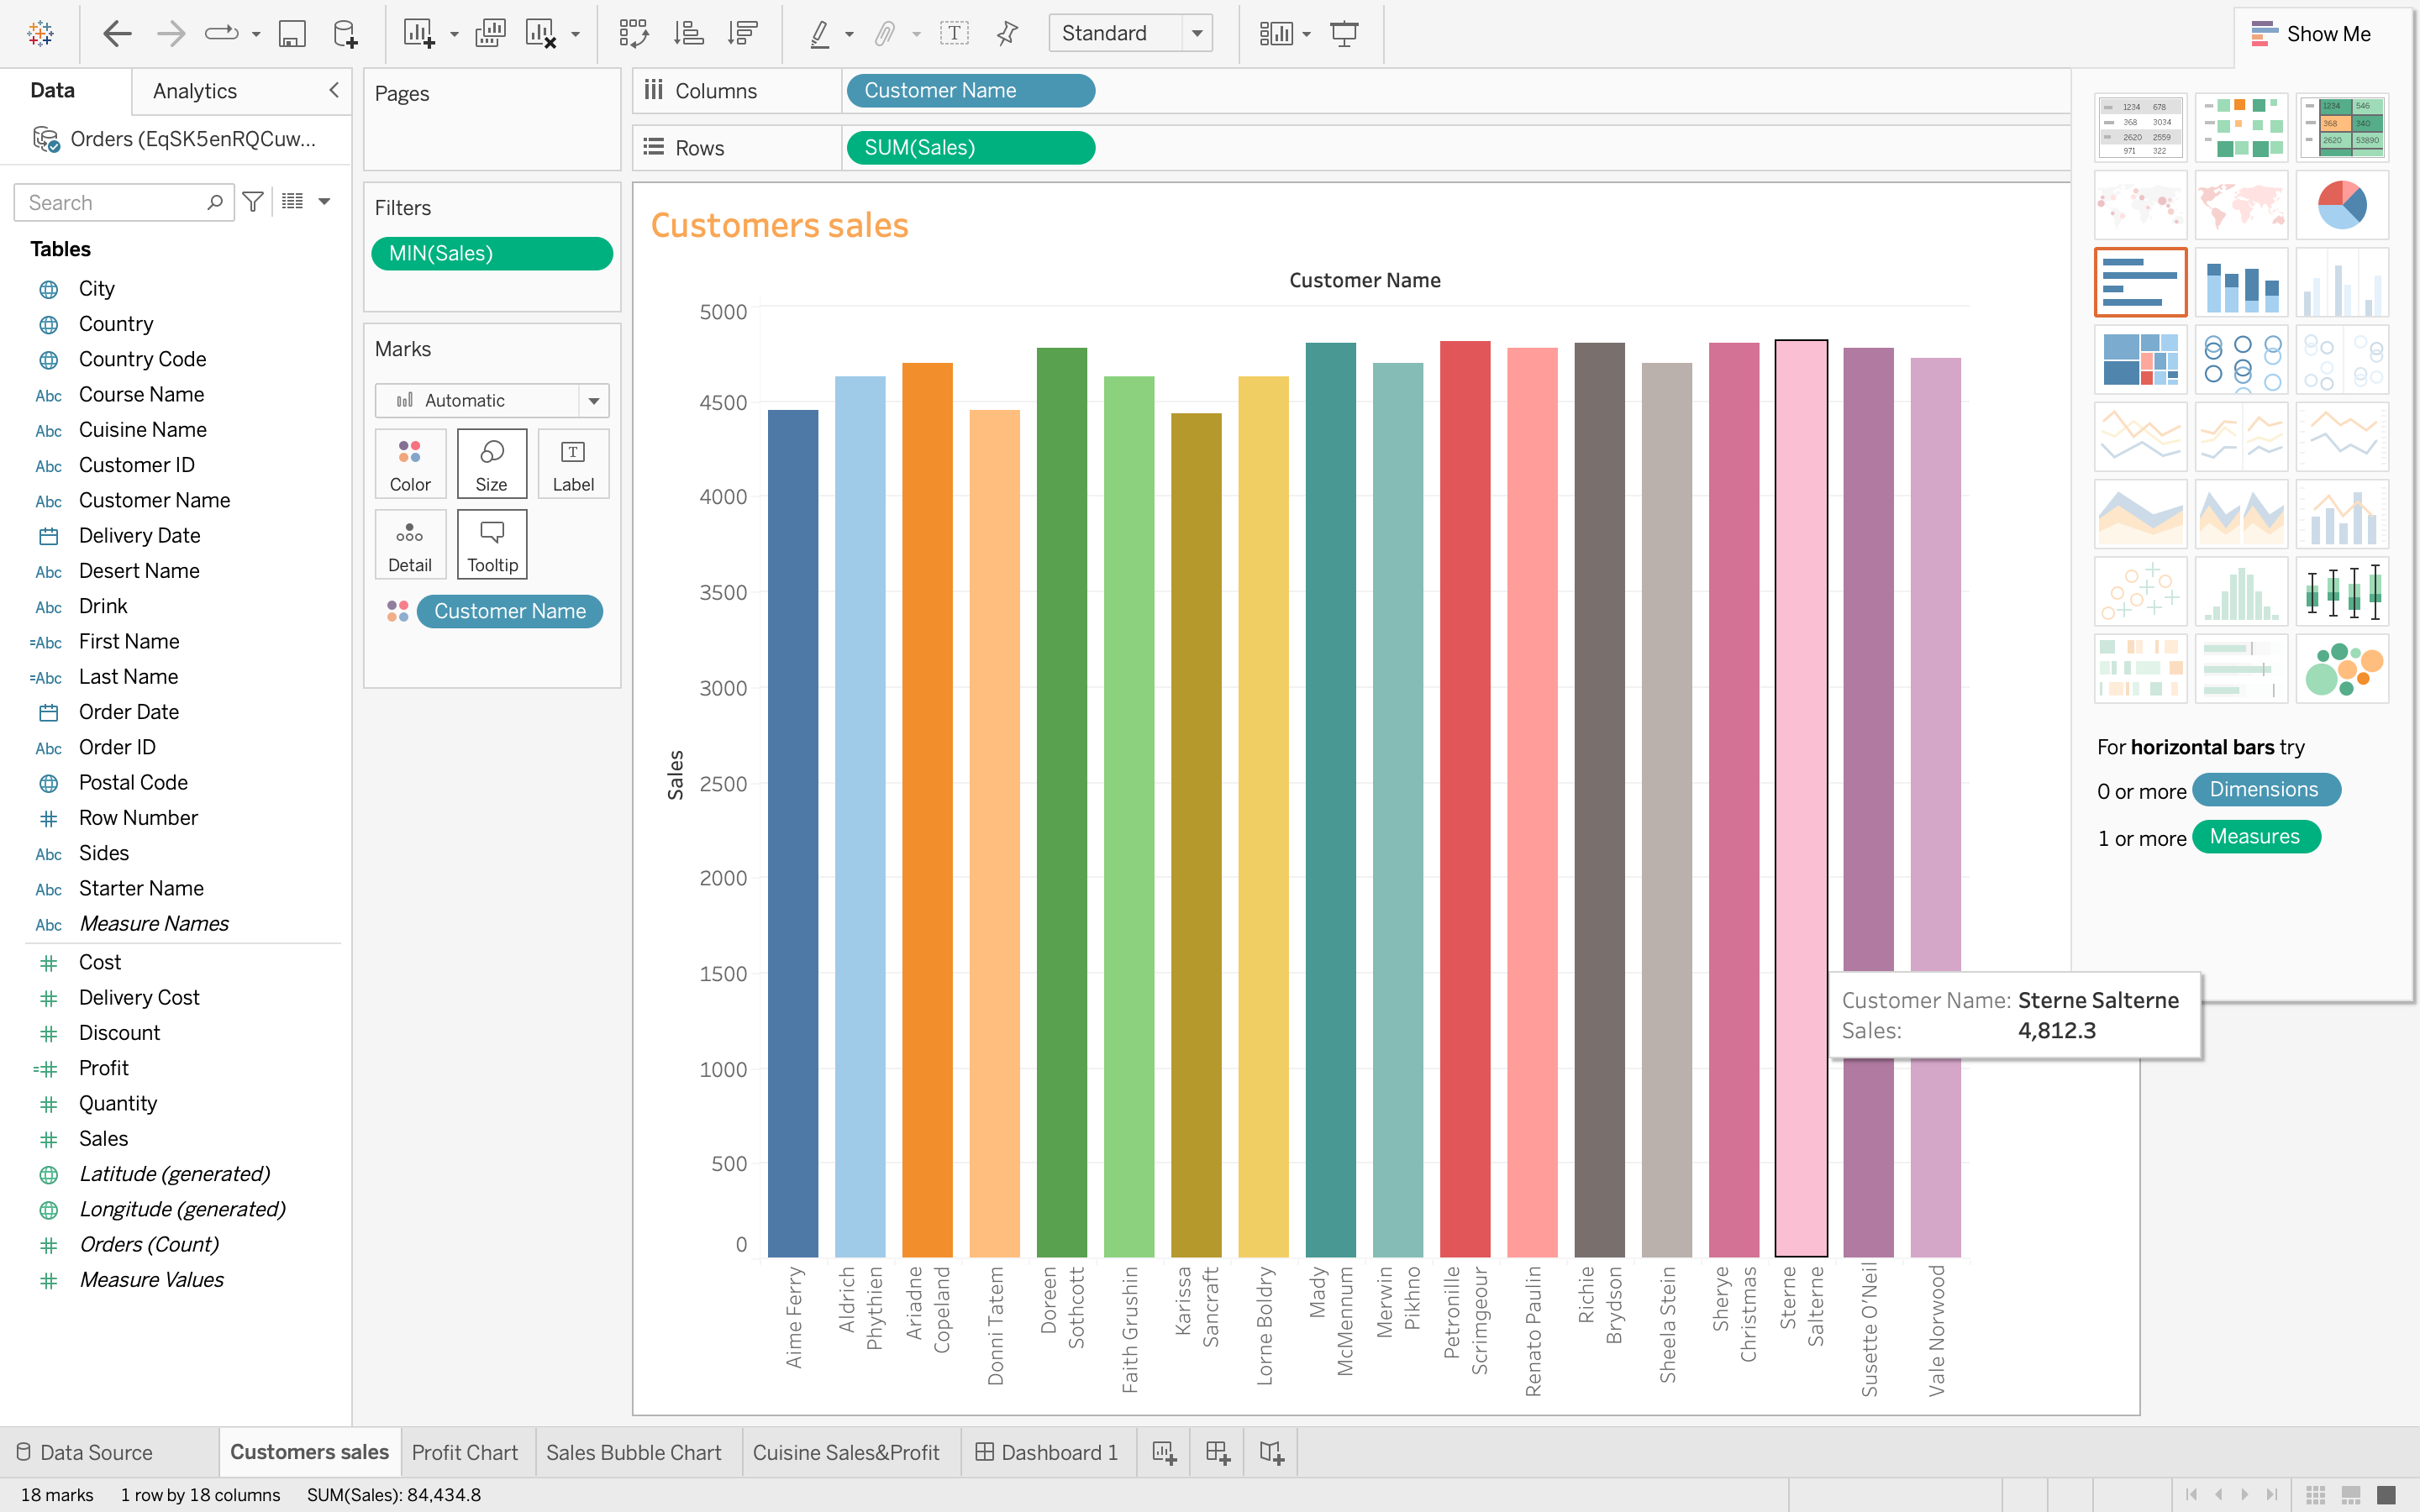 Standard
Show Me
Data
Analytics
Orders (EqSK5enRQCuw...
Search
Tables
City
Country
Abc Country Code
Abc Course Name
Abc Cuisine Name
Abc Customer ID
Abc Customer Name
Delivery Date
Abc Desert Name
Abc Drink
=Abc First Name
=Abc Last Name
Order Date
Abc Order ID
Postal Code
# Row Number
Abc Sides
Abc Starter Name
Abc Measure Names
# Cost
# Delivery Cost
# Discount
=# Profit
# Quantity
# Sales
Latitude (generated)
Longitude (generated)
# Orders (Count)
# Measure Values
Pages
Filters
MIN(Sales)
Marks
Automatic
Color
Size
T
Label
Detail
Tooltip
Customer Name
Columns
Customer Name
Rows
SUM(Sales)
Customers sales
Customer Name
5000
4500
4000
3500
3000
2500
2000
1500
1000
500
0
Sales
Aime Ferry
Aldrich Phythien
Ariadne Copeland
Donni Tatem
Doreen Sothcott
Faith Grushin
Karissa Sancraft
Lorne Boldry
Mady McMennum
Merwin Pikhno
Petronille Scrimgeour
Renato Paulin
Richie Brydson
Sheela Stein
Sherye Christmas
Sterne Salterne
Susette O'Neil
Vale Norwood
Customer Name: Sterne Salterne
Sales: 4,812.3
1234 678
368 3034
2620 2559
971 322
1234 546
368 340
2620 53890
For horizontal bars try
0 or more Dimensions
1 or more Measures
Data Source
Customers sales
Profit Chart
Sales Bubble Chart
Cuisine Sales&Profit
Dashboard 1
18 marks
1 row by 18 columns
SUM(Sales): 84,434.8